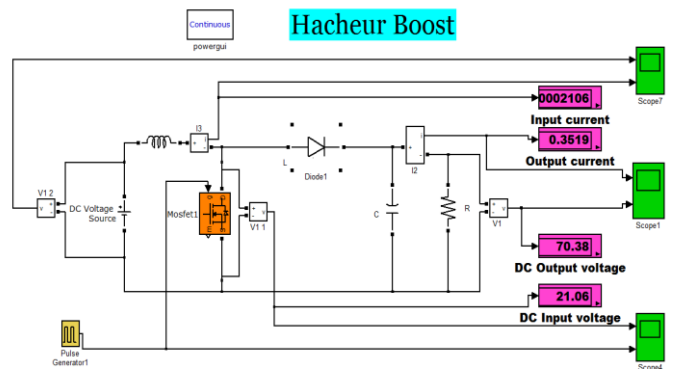 Continuous
powergui
Hacheur Boost
Scope7
0002106
Input current
0.3519
Output current
I3
+
-
L
Diode1
I2
+
-
V1 2
+
-
v
DC Voltage
Source
Mosfet1
g
D
m
S
+
-
v
V1 1
C
R
+
-
v
V1
Scope1
70.38
DC Output voltage
21.06
DC Input voltage
Pulse
Generator1
Scope4